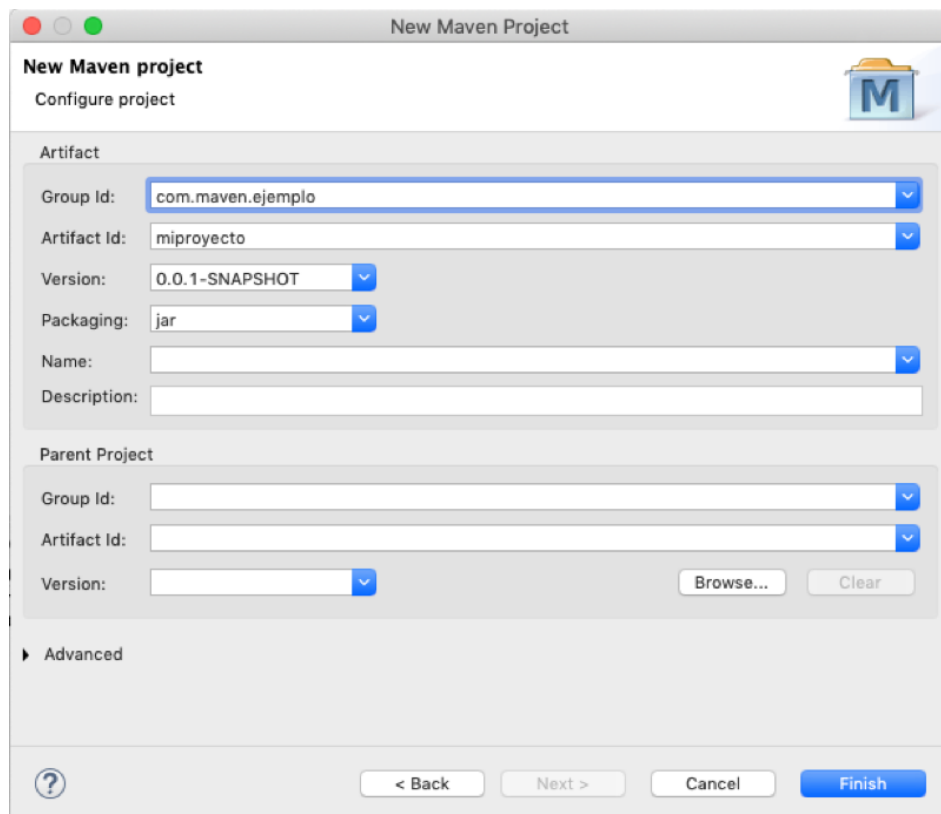 New Maven Project
New Maven project
Configure project
M
Artifact
Group Id: com.maven.ejemplo
Artifact Id: miproyecto
Version: 0.0.1-SNAPSHOT
Packaging: jar
Name:
Description:
Parent Project
Group Id:
Artifact Id:
Version: Browse... Clear
Advanced
? < Back Next > Cancel Finish